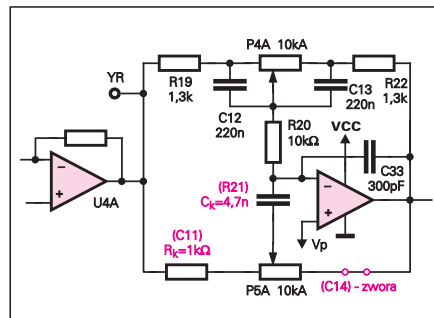 P4A 10kA
YR
R19
1,3k
C12
220n
C13
220n
R22
1,3k
R20
10kΩ
VCC
C33
300pF
−
+
U4A
(R21)
Ck=4,7n
−
+
Vp
(C11)
Rk=1kΩ
P5A 10kA
(C14) - zwora